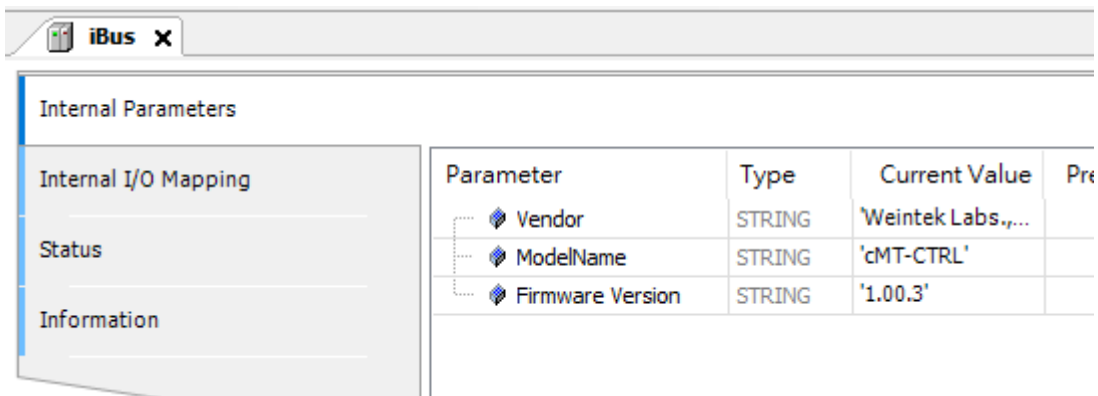 iBus x
Internal Parameters
Internal I/O Mapping
Status
Information
Parameter Type Current Value Pre
Vendor STRING 'Weintek Labs.,...
ModelName STRING 'cMT-CTRL'
Firmware Version STRING '1.00.3'